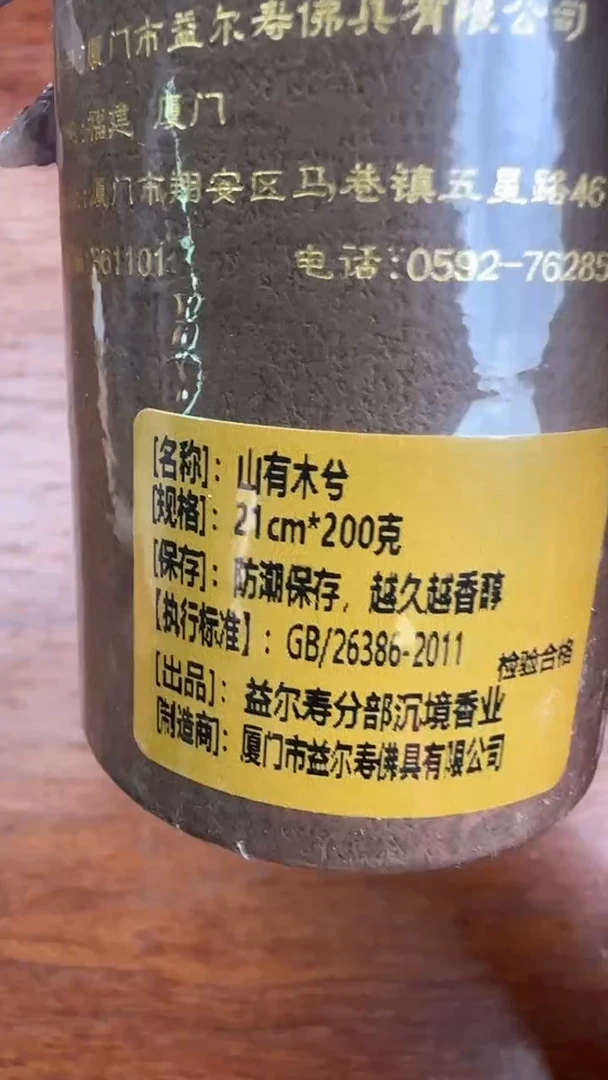 厦门市益尔寿佛具有限公司
福建 厦门
厦门市翔安区马巷镇五星路46
361101
电话:0592-76285
[名称]：山有木兮
[规格]：21cm*200克
[保存]：防潮保存，越久越香醇
【执行标准】：GB/26386-2011
检验合格
[出品]：益尔寿分部沉境香业
[制造商]：厦门市益尔寿佛具有限公司